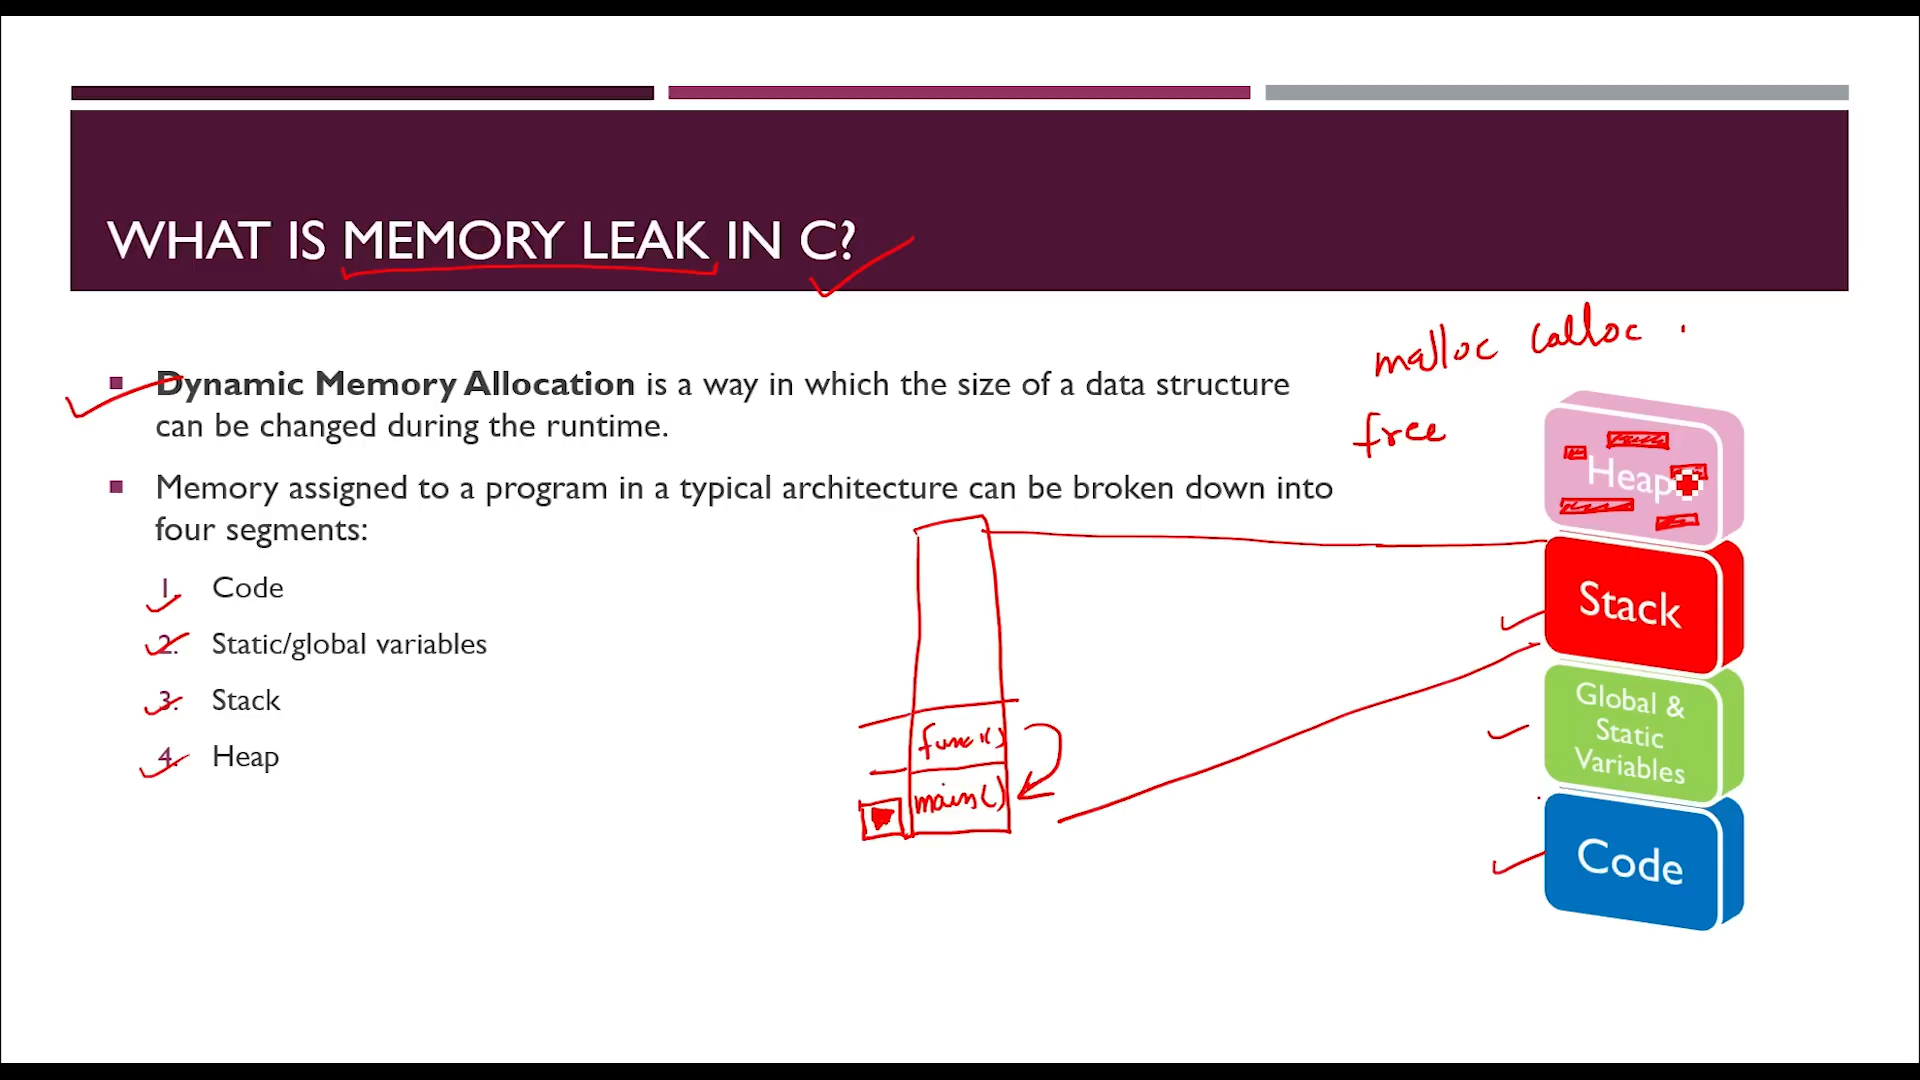 WHAT IS MEMORY LEAK IN C?
malloc calloc .
Dynamic Memory Allocation is a way in which the size of a data structure
can be changed during the runtime.
free
Memory assigned to a program in a typical architecture can be broken down into
four segments:
1. Code
2. Static/global variables
3. Stack
4. Heap
func1()
main()
Heap
Stack
Global &
Static
Variables
Code